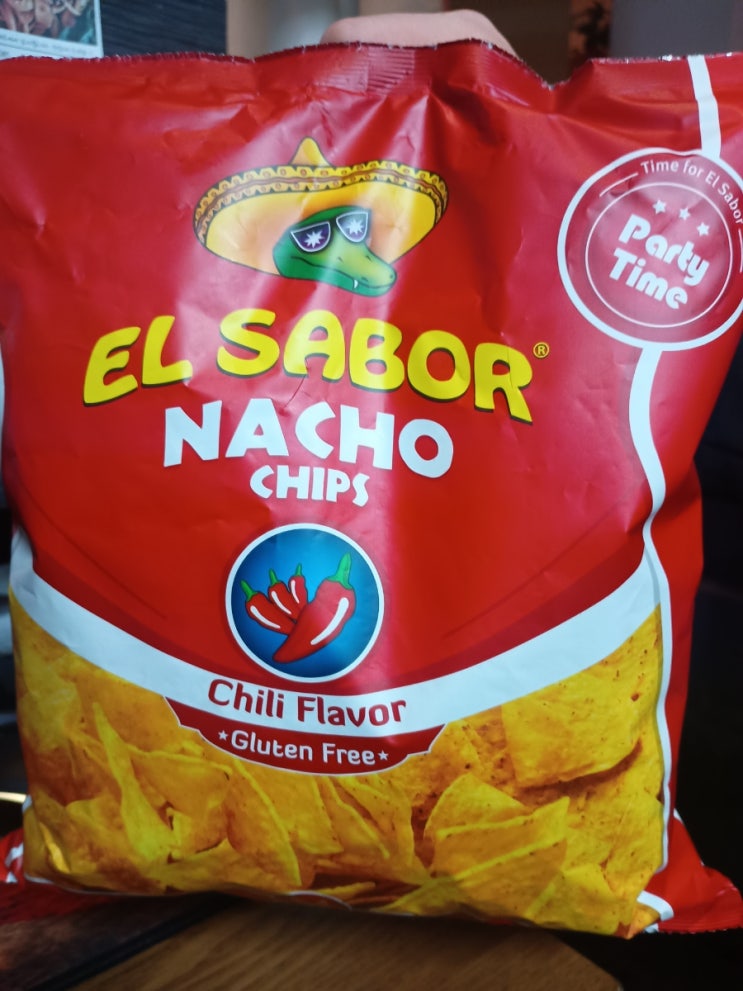 Time for El Sabor
Party
Time
EL SABOR®
NACHO
CHIPS
Chili Flavor
*Gluten Free*